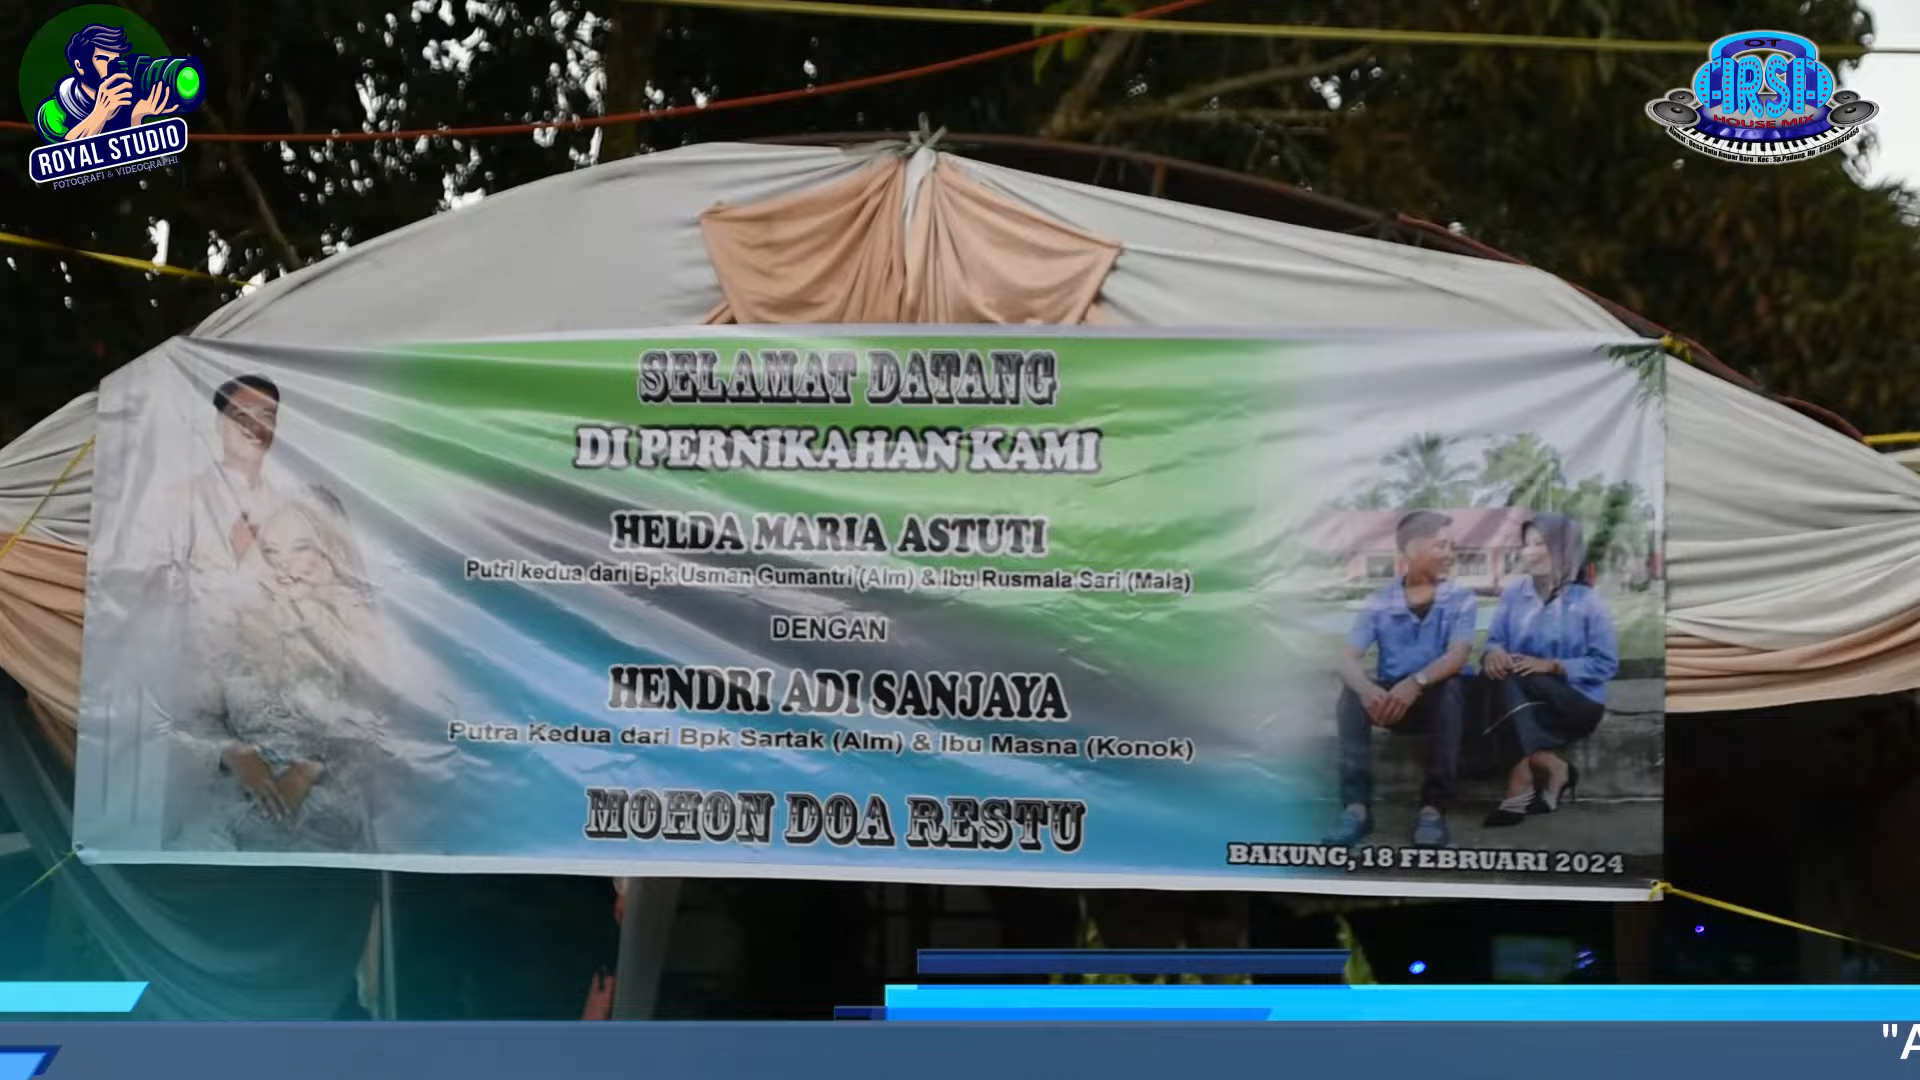 ROYAL STUDIO
FOTOGRAFI & VIDEOGRAPHI
OT
IRSI
HOUSE MIX
SELAMAT DATANG
DI PERNIKAHAN KAMI
HELDA MARIA ASTUTI
Putri kedua dari Bpk Usman Gumantri (Alm) & Ibu Rusmala Sari (Mala)
DENGAN
HENDRI ADI SANJAYA
Putra Kedua dari Bpk Sartak (Alm) & Ibu Masna (Konok)
MOHON DOA RESTU
BAKUNG, 18 FEBRUARI 2024
"A